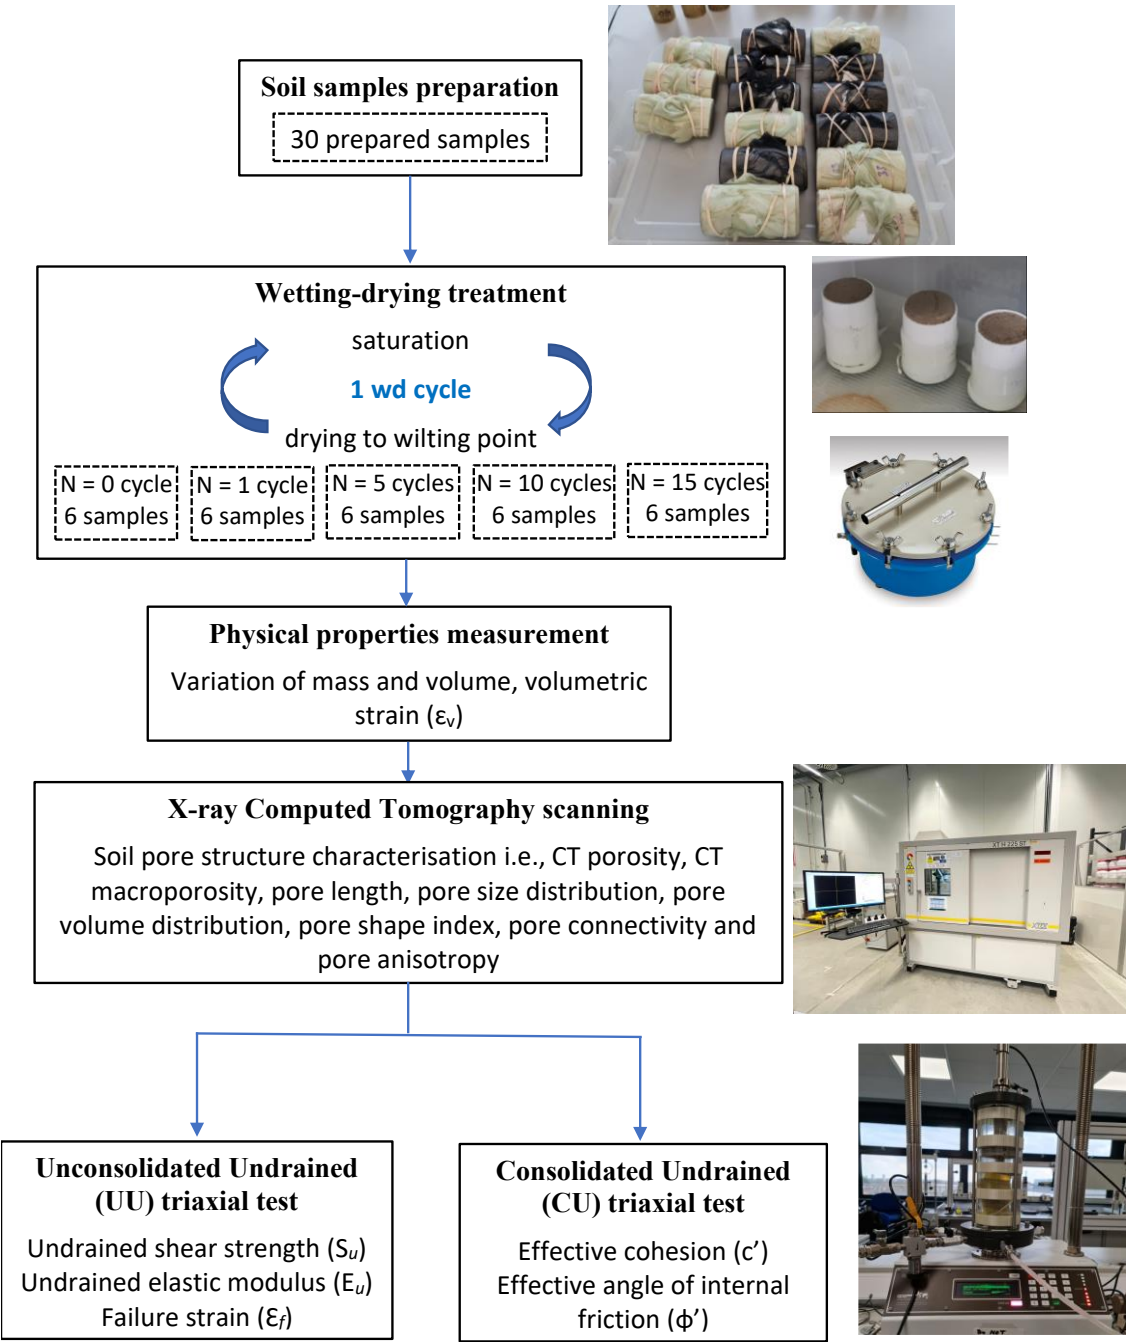 Soil samples preparation
30 prepared samples
Wetting-drying treatment
saturation
1 wd cycle
drying to wilting point
N = 0 cycle
6 samples
N = 1 cycle
6 samples
N = 5 cycles
6 samples
N = 10 cycles
6 samples
N = 15 cycles
6 samples
Physical properties measurement
Variation of mass and volume, volumetric
strain (εᵥ)
X-ray Computed Tomography scanning
Soil pore structure characterisation i.e., CT porosity, CT
macroporosity, pore length, pore size distribution, pore
volume distribution, pore shape index, pore connectivity and
pore anisotropy
XT H 225 ST
Unconsolidated Undrained
(UU) triaxial test
Undrained shear strength (Sᵤ)
Undrained elastic modulus (Eᵤ)
Failure strain (Ɛf)
Consolidated Undrained
(CU) triaxial test
Effective cohesion (c’)
Effective angle of internal
friction (ϕ’)